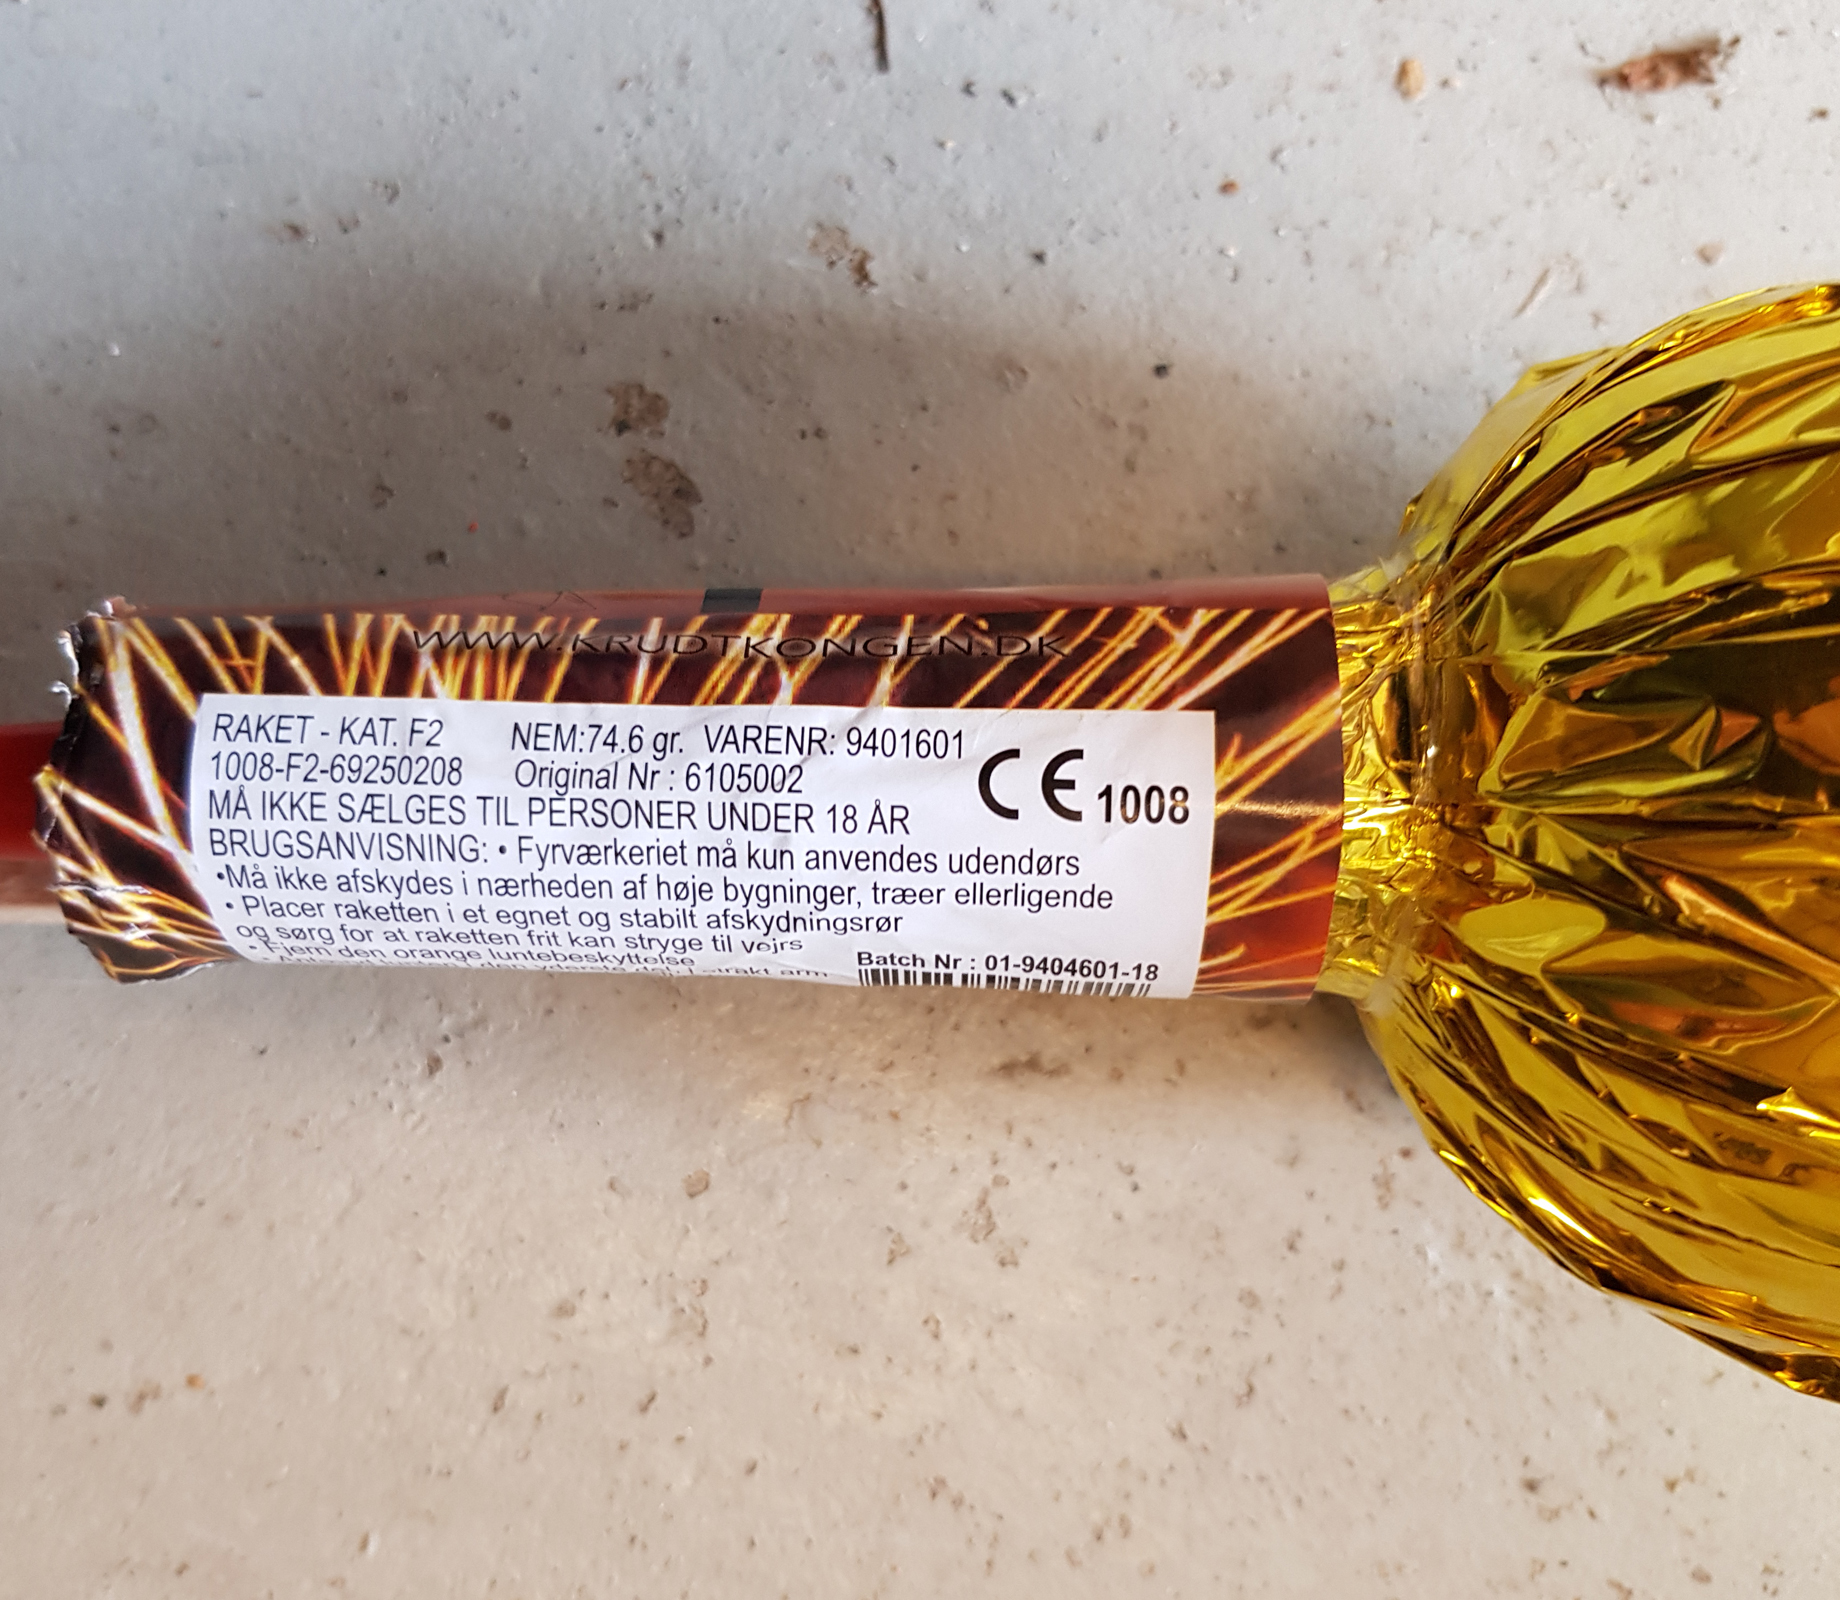 WWW.KRUDTKONGEN.DK
RAKET - KAT. F2 NEM:74.6 gr. VARENR: 9401601
1008-F2-69250208 Original Nr : 6105002
CE 1008
MÅ IKKE SÆLGES TIL PERSONER UNDER 18 ÅR
BRUGSANVISNING: • Fyrværkeriet må kun anvendes udendørs
•Må ikke afskydes i nærheden af høje bygninger, træer ellerligende
• Placer raketten i et egnet og stabilt afskydningsrør
og sørg for at raketten frit kan stryge til vejrs
• Fjern den orange luntebeskyttelse
Batch Nr : 01-9404601-18